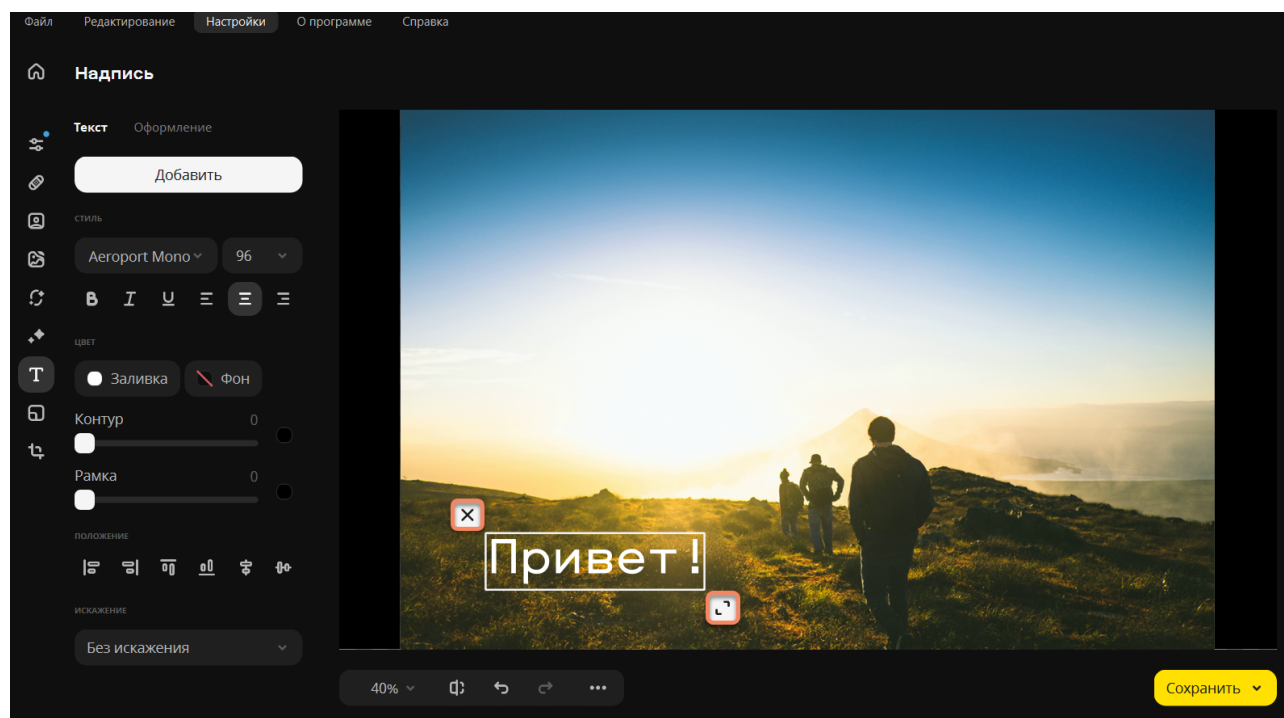 Файл Редактирование Настройки О программе Справка
Надпись
Текст Оформление
Добавить
СТИЛЬ
Aeroport Mono 96
B I U
ЦВЕТ
T Заливка Фон
Контур 0
Рамка 0
ПОЛОЖЕНИЕ
Привет!
ИСКАЖЕНИЕ
Без искажения
40% Сохранить